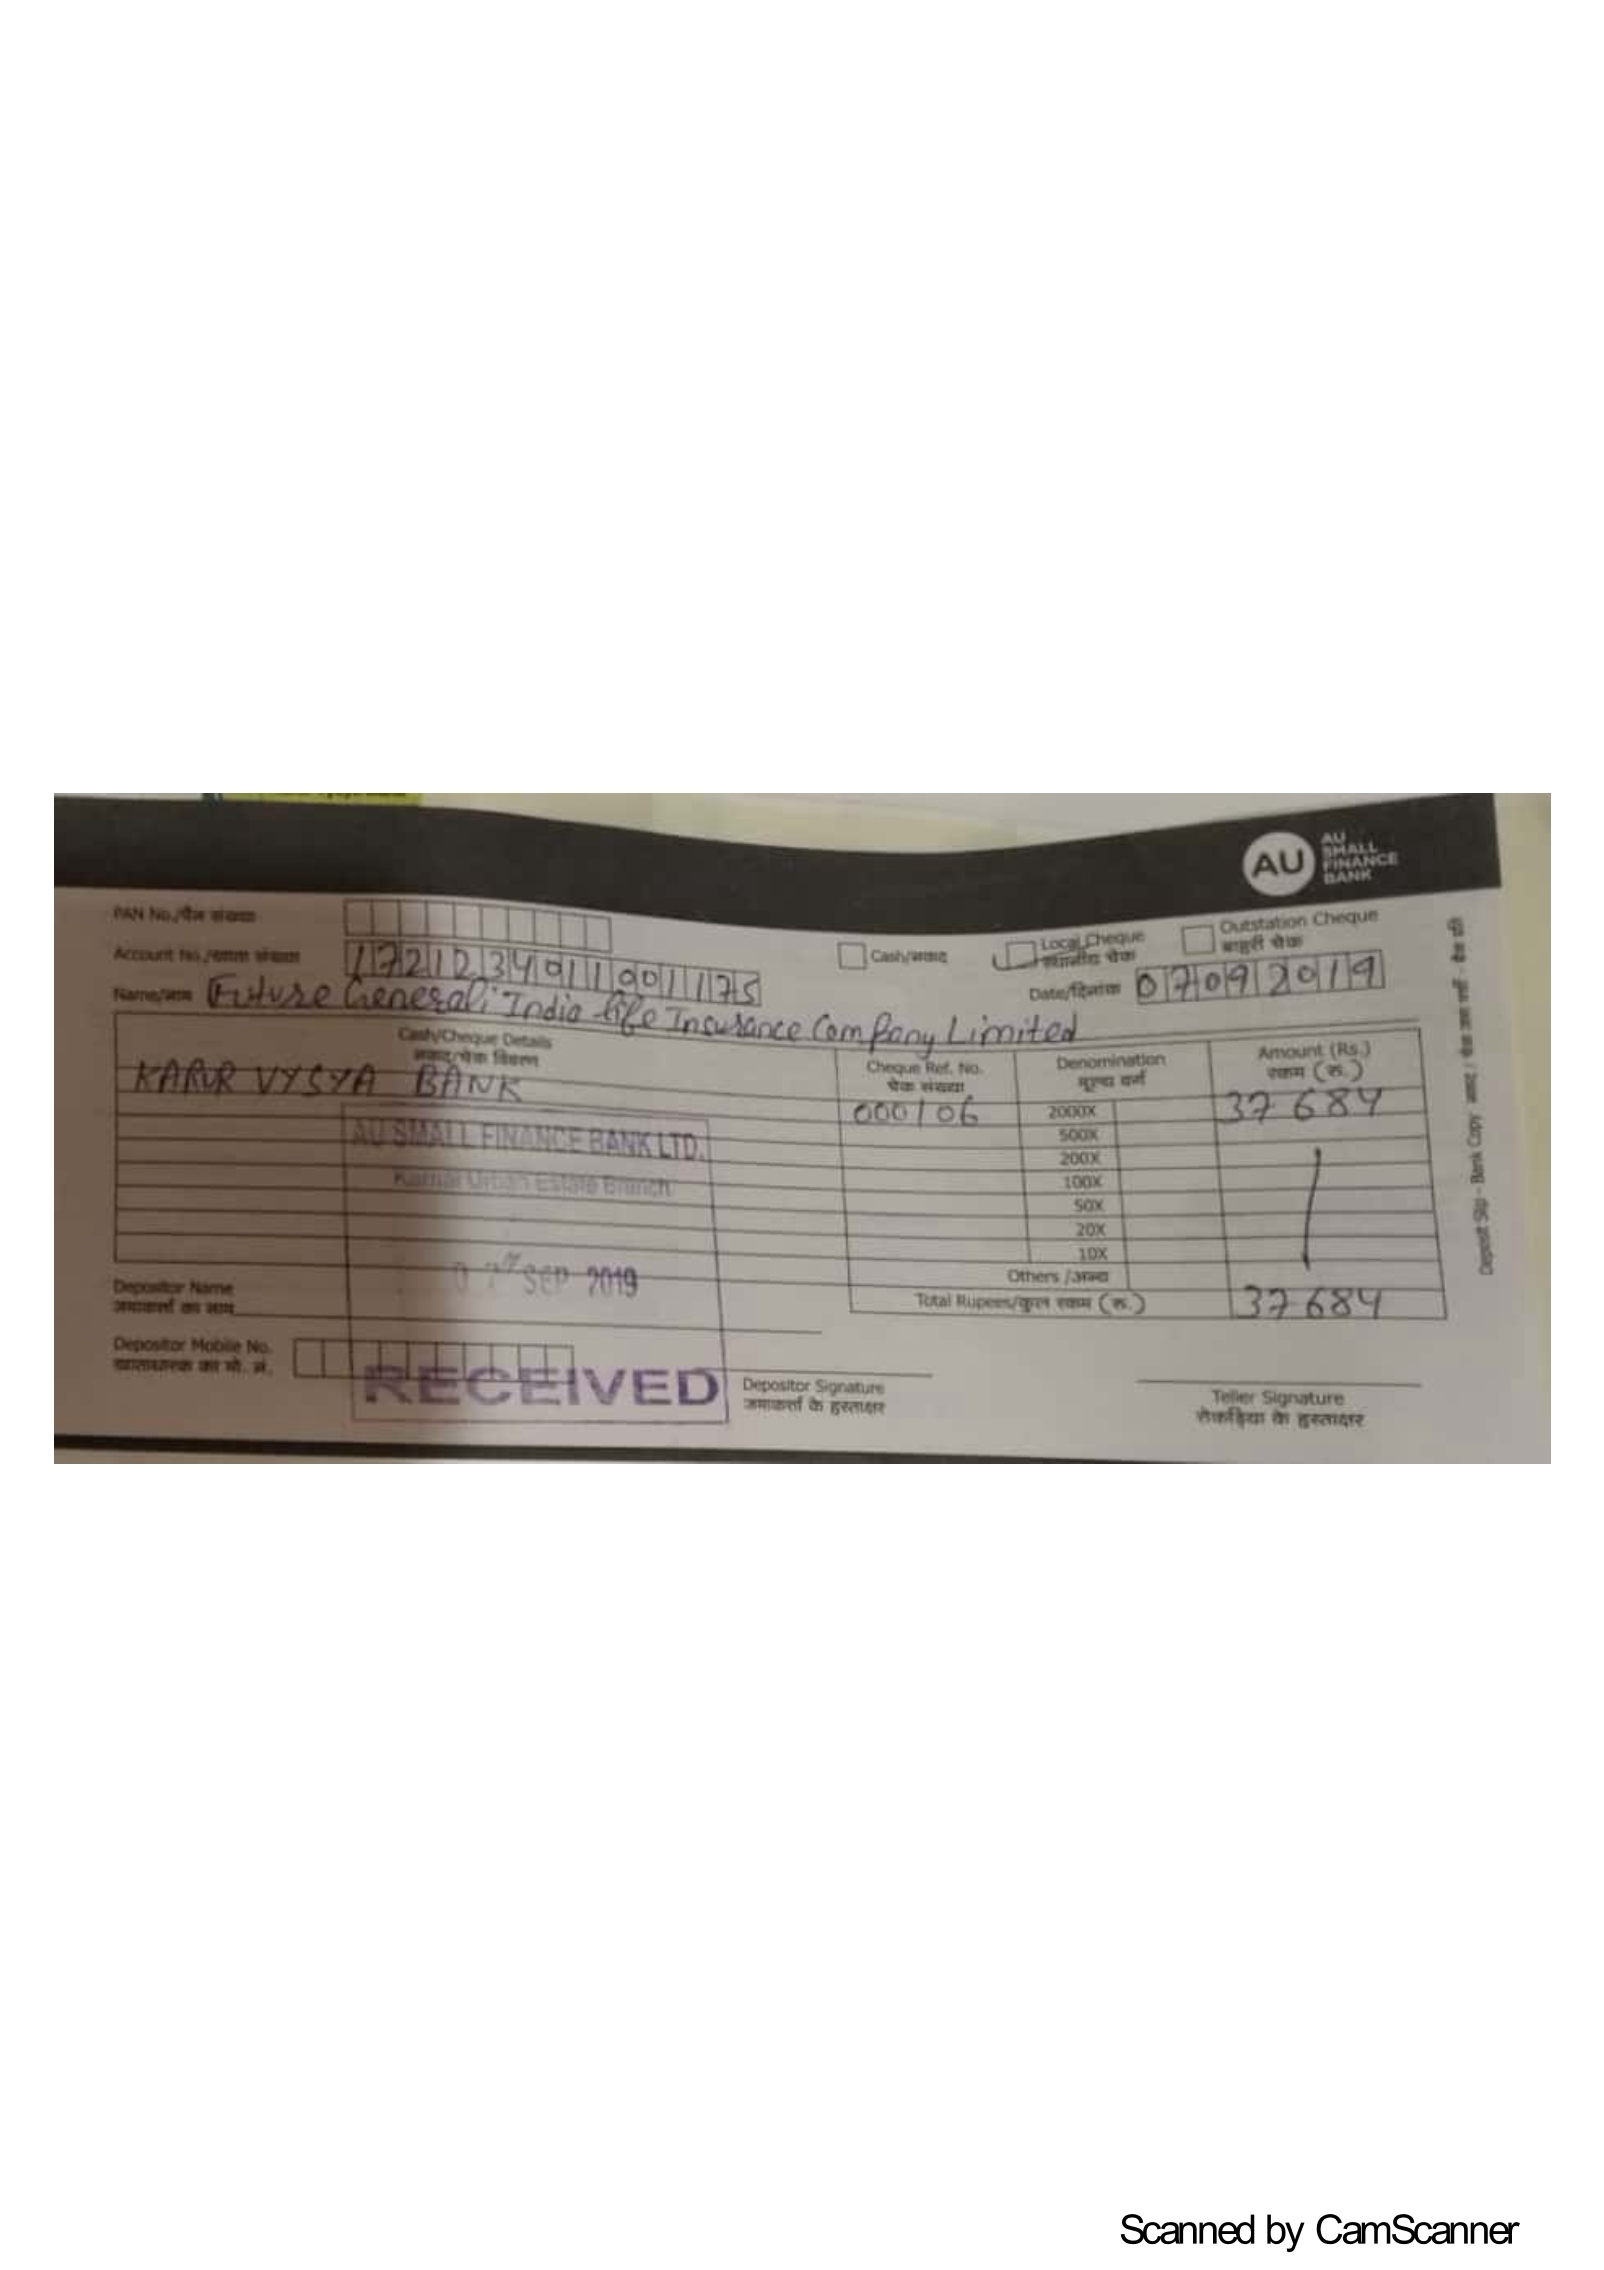 AU
AU
SMALL
FINANCE
BANK
PAN No./पैन संख्या
Cash/नकद
Local Cheque
स्थानीय चेक
Outstation Cheque
बाहरी चेक
Account No./खाता संख्या 1721234011001175
Date/दिनांक 07092019
Name/नाम Future Generali India life Insurance Company Limited
Cash/Cheque Details
नकद/चेक विवरण
Cheque Ref. No.
चेक संख्या
Denomination
मूल्य वर्ग
Amount (Rs.)
रकम (रु.)
KARUR VYSYA BANK
000106
2000X
37684
500X
200X
100X
50X
20X
10X
Others /अन्य
Total Rupees/कुल रकम (रु.)
37684
AU SMALL FINANCE BANK LTD.
Karnal Urban Estate Branch
07 SEP 2019
RECEIVED
Depositor Name
जमाकर्ता का नाम
Depositor Mobile No.
Depositor Signature
जमाकर्ता के हस्ताक्षर
Teller Signature
रोकड़िया के हस्ताक्षर
Deposit Slip - Bank Copy
Scanned by CamScanner